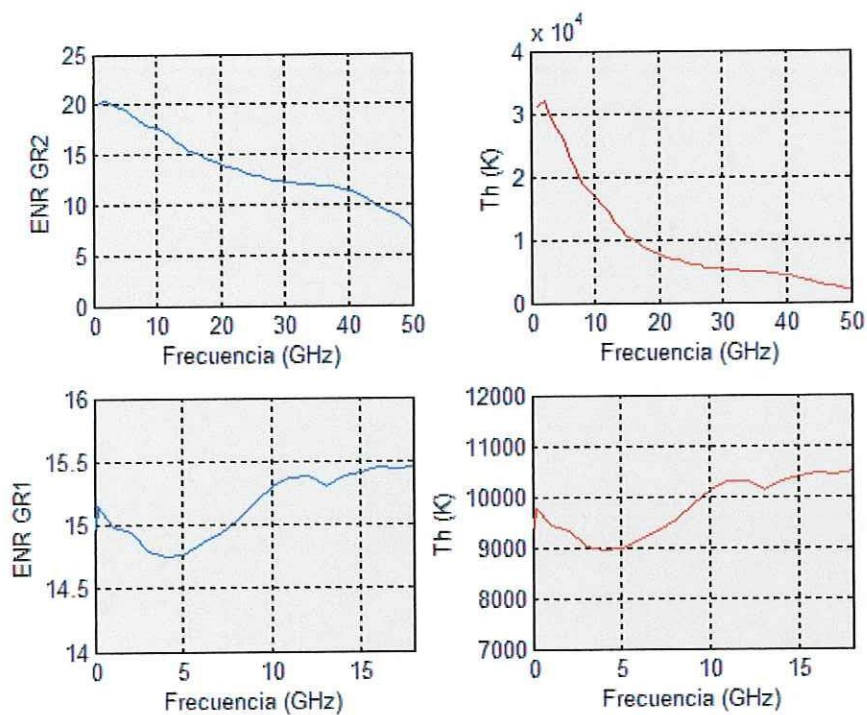 x 10⁴
25
20
15
10
5
0
ENR GR2
0 10 20 30 40 50
Frecuencia (GHz)
4
3
2
1
0
Th (K)
0 10 20 30 40 50
Frecuencia (GHz)
16
15.5
15
14.5
14
ENR GR1
0 5 10 15
Frecuencia (GHz)
12000
11000
10000
9000
8000
7000
Th (K)
0 5 10 15
Frecuencia (GHz)